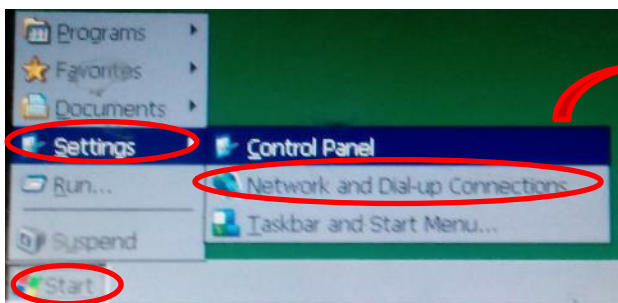 Programs
Favorites
Documents
Settings
Control Panel
Run...
Network and Dial-up Connections
Taskbar and Start Menu...
Suspend
Start